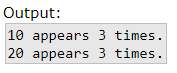 Output:
10 appears 3 times.
20 appears 3 times.